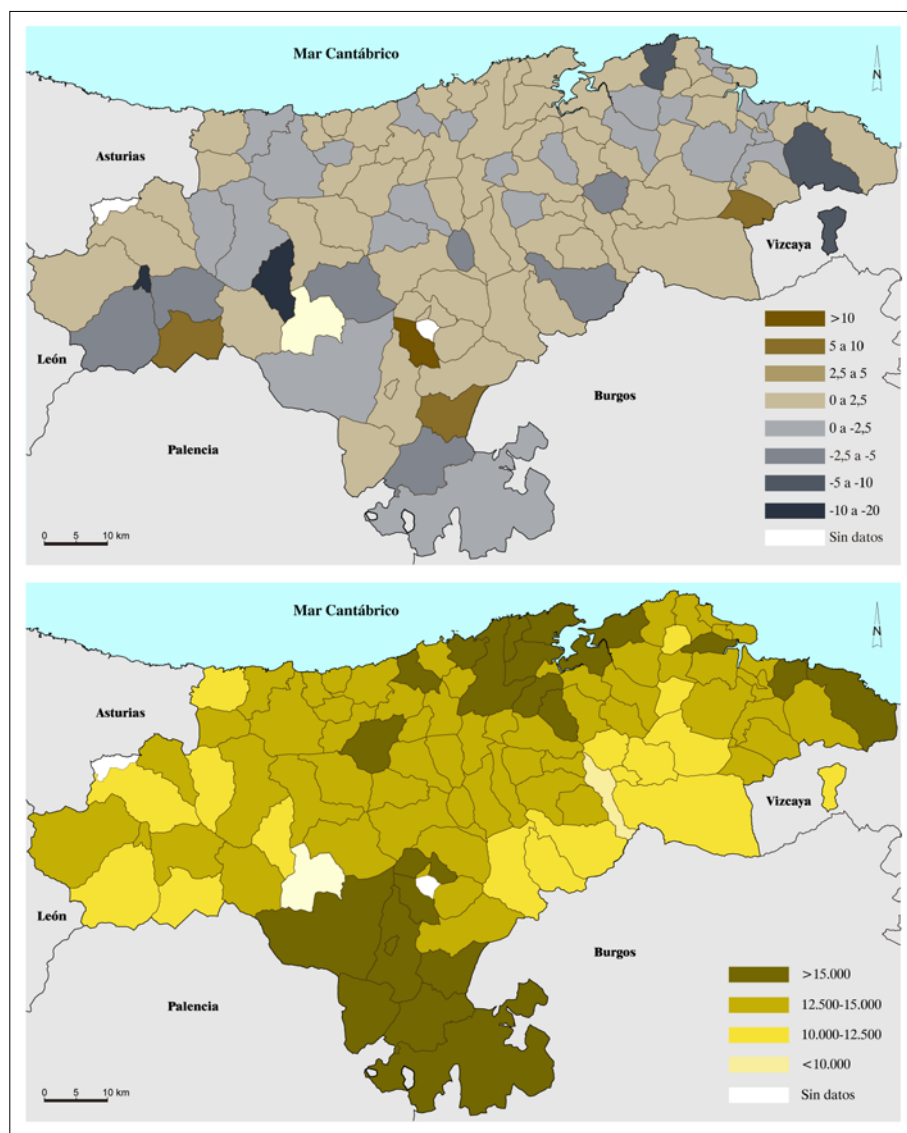 Mar Cantábrico
N
Asturias
Vizcaya
León
Burgos
Palencia
>10
5 a 10
2,5 a 5
0 a 2,5
0 a -2,5
-2,5 a -5
-5 a -10
-10 a -20
Sin datos
0 5 10 km
Mar Cantábrico
N
Asturias
Vizcaya
León
Burgos
Palencia
>15.000
12.500-15.000
10.000-12.500
<10.000
Sin datos
0 5 10 km